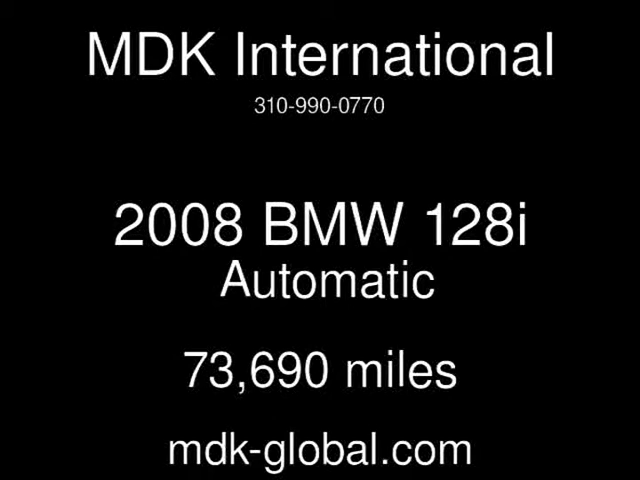 MDK International
310-990-0770
2008 BMW 128i
Automatic
73,690 miles
mdk-global.com